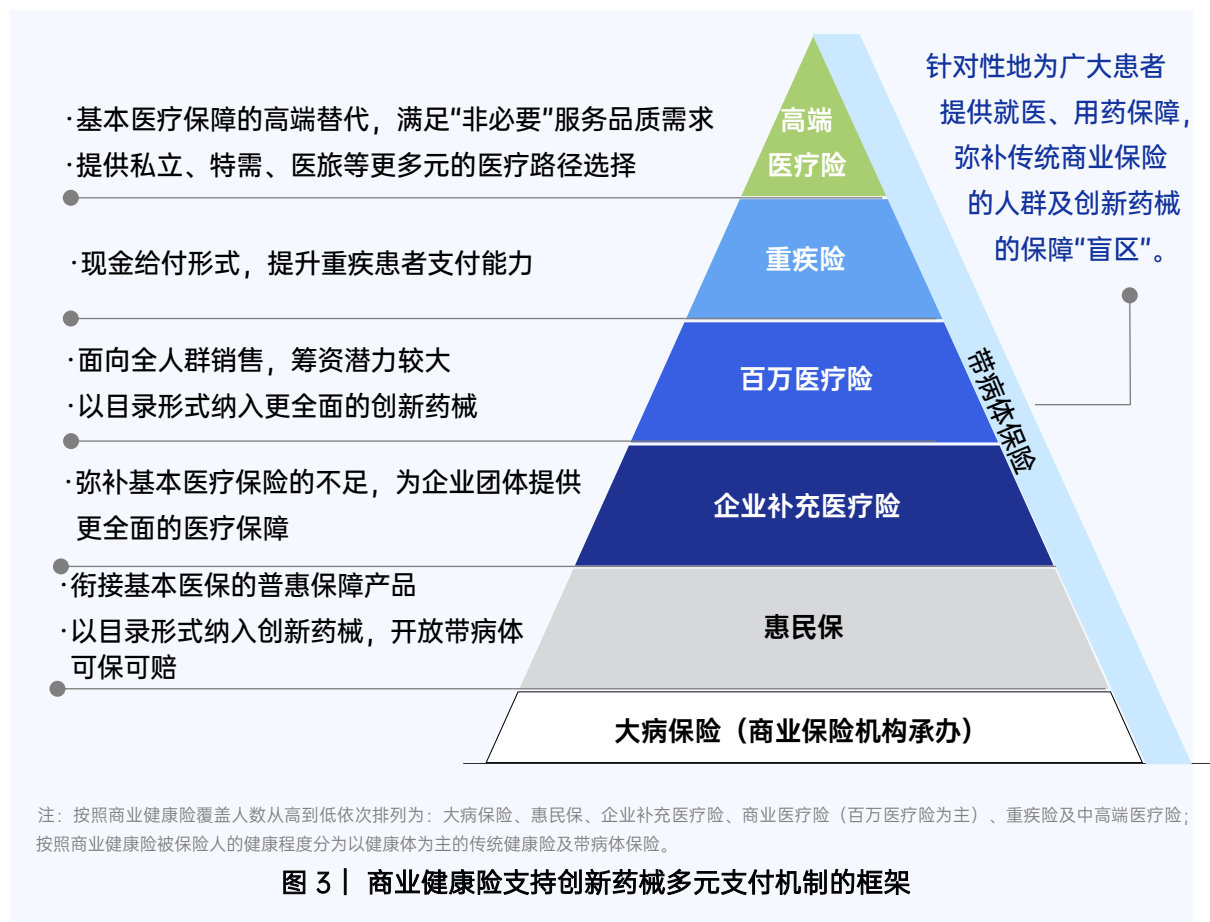 ·基本医疗保障的高端替代，满足“非必要”服务品质需求
·提供私立、特需、医旅等更多元的医疗路径选择
高端
医疗险
针对性地为广大患者
提供就医、用药保障，
弥补传统商业保险
的人群及创新药械
的保障“盲区”。
·现金给付形式，提升重疾患者支付能力
重疾险
·面向全人群销售，筹资潜力较大
·以目录形式纳入更全面的创新药械
百万医疗险
带病体保险
·弥补基本医疗保险的不足，为企业团体提供
更全面的医疗保障
企业补充医疗险
·衔接基本医保的普惠保障产品
·以目录形式纳入创新药械，开放带病体
可保可赔
惠民保
大病保险（商业保险机构承办）
注：按照商业健康险覆盖人数从高到低依次排列为：大病保险、惠民保、企业补充医疗险、商业医疗险（百万医疗险为主）、重疾险及中高端医疗险；
按照商业健康险被保险人的健康程度分为以健康体为主的传统健康险及带病体保险。
图 3｜ 商业健康险支持创新药械多元支付机制的框架